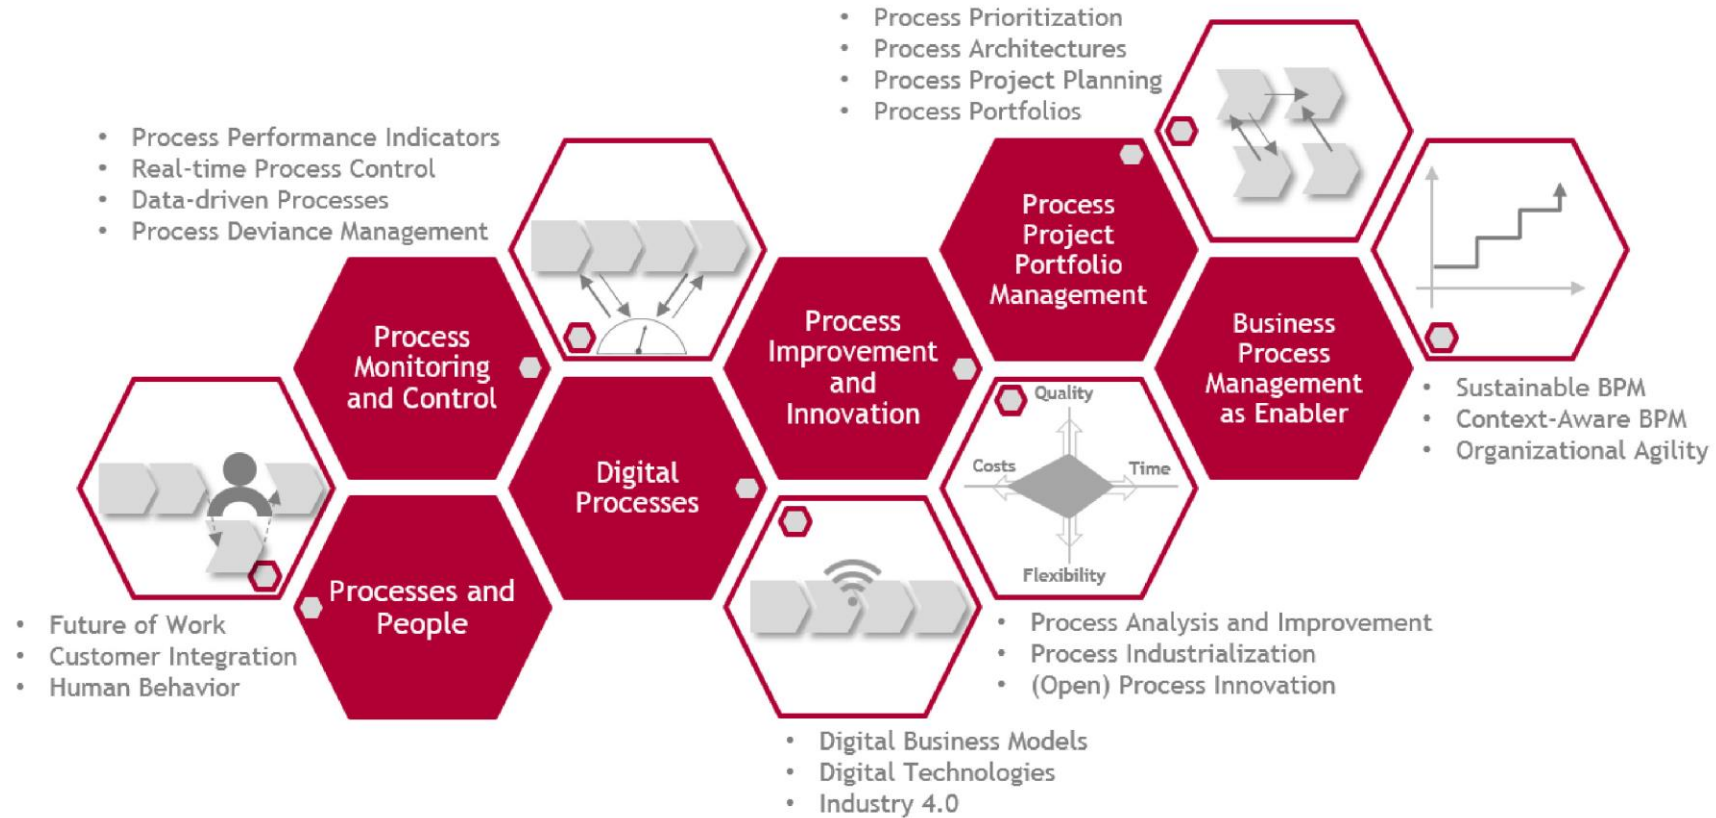 • Process Prioritization
• Process Architectures
• Process Project Planning
• Process Portfolios
• Process Performance Indicators
• Real-time Process Control
• Data-driven Processes
• Process Deviance Management
Process
Monitoring
and Control
Process
Improvement
and
Innovation
Process
Project
Portfolio
Management
Business
Process
Management
as Enabler
• Sustainable BPM
• Context-Aware BPM
• Organizational Agility
Digital
Processes
Quality
Costs
Time
Flexibility
Processes and
People
• Future of Work
• Customer Integration
• Human Behavior
• Process Analysis and Improvement
• Process Industrialization
• (Open) Process Innovation
• Digital Business Models
• Digital Technologies
• Industry 4.0